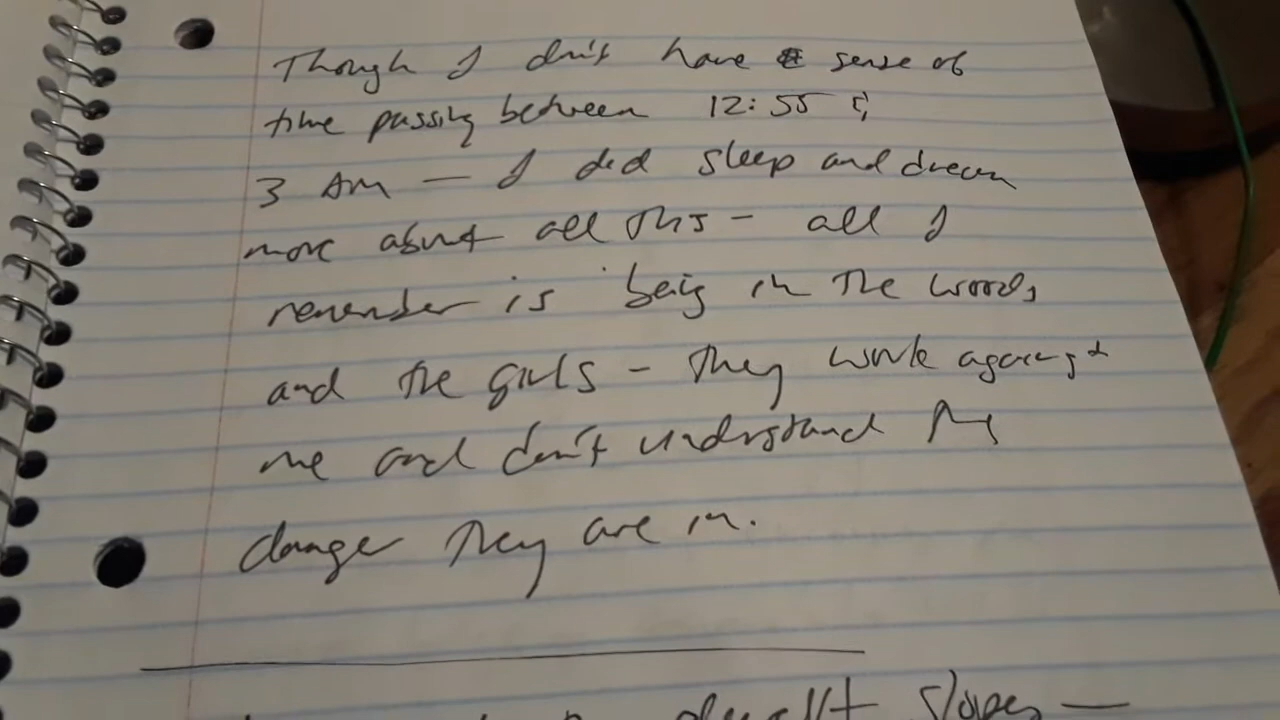 Though I don't have a sense of
time passing between 12:55 &
3 AM — I did sleep and dream
more about all this - all I
remember is being in the woods
and the girls - they work against
me and don't understand the
danger they are in.
slopes —